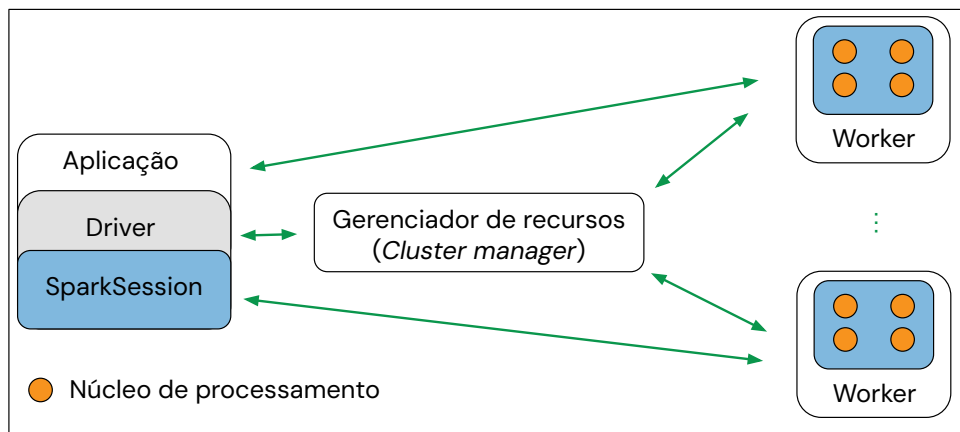 Aplicação
Driver
SparkSession
Gerenciador de recursos
(Cluster manager)
Worker
Worker
Núcleo de processamento